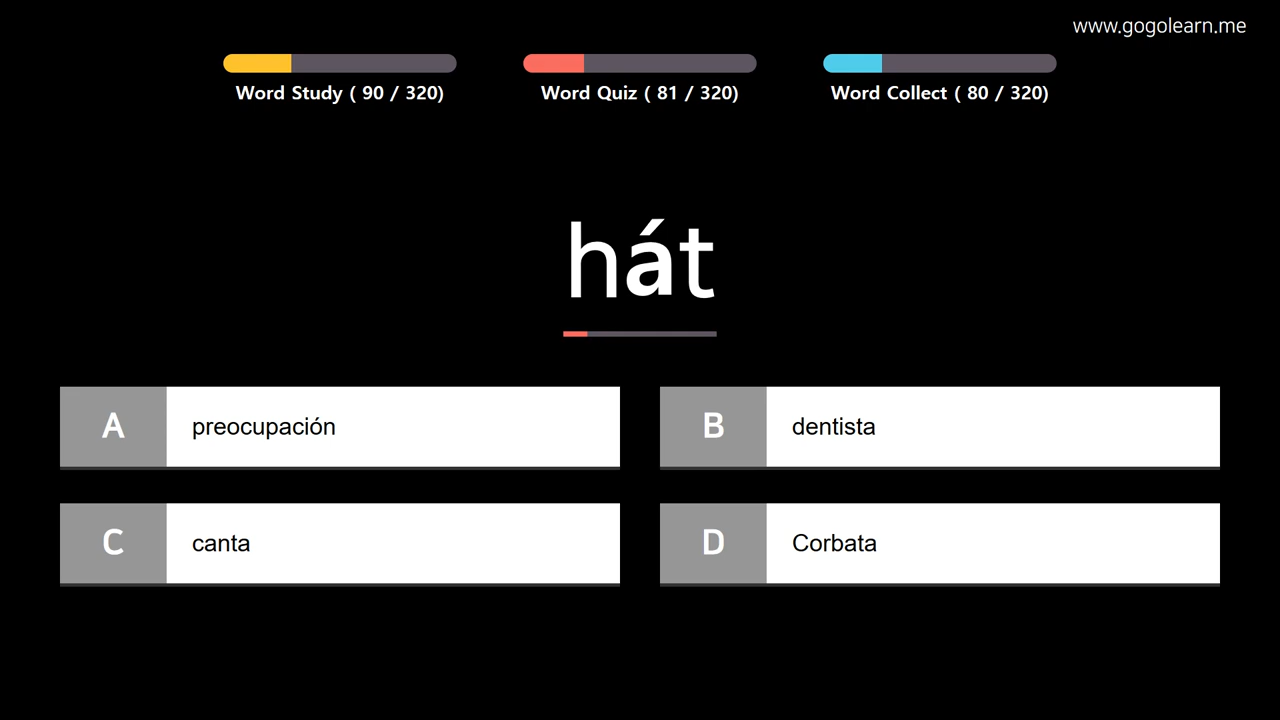 www.gogolearn.me
Word Study ( 90 / 320)
Word Quiz ( 81 / 320)
Word Collect ( 80 / 320)
hát
A preocupación
B dentista
C canta
D Corbata